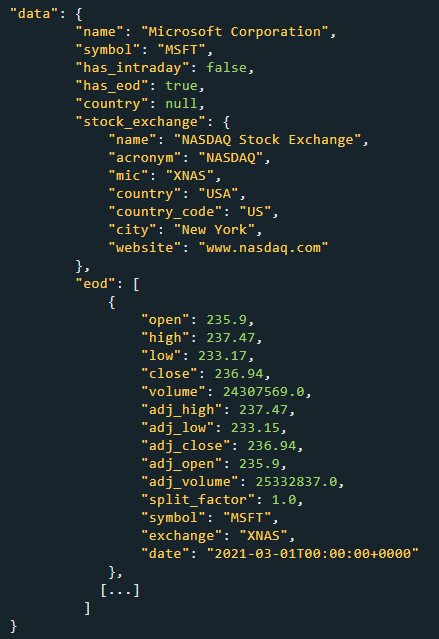 "data": {
"name": "Microsoft Corporation",
"symbol": "MSFT",
"has_intraday": false,
"has_eod": true,
"country": null,
"stock_exchange": {
"name": "NASDAQ Stock Exchange",
"acronym": "NASDAQ",
"mic": "XNAS",
"country": "USA",
"country_code": "US",
"city": "New York",
"website": "www.nasdaq.com"
},
"eod": [
{
"open": 235.9,
"high": 237.47,
"low": 233.17,
"close": 236.94,
"volume": 24307569.0,
"adj_high": 237.47,
"adj_low": 233.15,
"adj_close": 236.94,
"adj_open": 235.9,
"adj_volume": 25332837.0,
"split_factor": 1.0,
"symbol": "MSFT",
"exchange": "XNAS",
"date": "2021-03-01T00:00:00+0000"
},
[...]
]
}